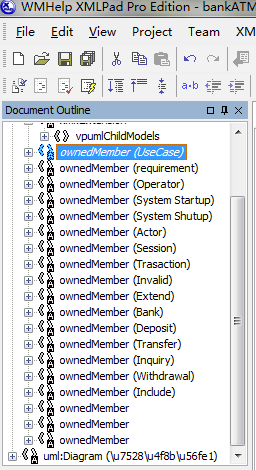 WMHelp XMLPad Pro Edition - bankATM
File Edit View Project Team XM
a·b
Document Outline
vpumlChildModels
ownedMember (UseCase)
ownedMember (requirement)
ownedMember (Operator)
ownedMember (System Startup)
ownedMember (System Shutup)
ownedMember (Actor)
ownedMember (Session)
ownedMember (Trasaction)
ownedMember (Invalid)
ownedMember (Extend)
ownedMember (Bank)
ownedMember (Deposit)
ownedMember (Transfer)
ownedMember (Inquiry)
ownedMember (Withdrawal)
ownedMember (Include)
ownedMember
ownedMember
ownedMember
uml:Diagram (\u7528\u4f8b\u56fe1)